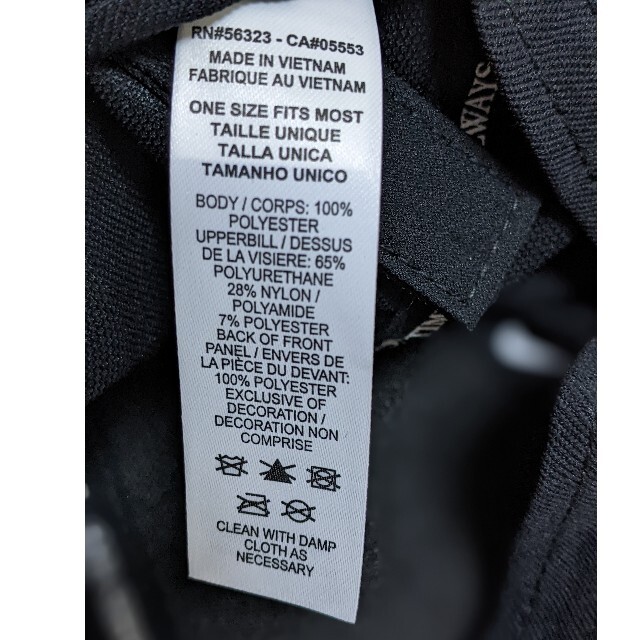 RN#56323 - CA#05553
MADE IN VIETNAM
FABRIQUE AU VIETNAM
ONE SIZE FITS MOST
TAILLE UNIQUE
TALLA UNICA
TAMANHO UNICO
BODY / CORPS: 100%
POLYESTER
UPPERBILL / DESSUS
DE LA VISIERE: 65%
POLYURETHANE
28% NYLON /
POLYAMIDE
7% POLYESTER
BACK OF FRONT
PANEL / ENVERS DE
LA PIÈCE DU DEVANT:
100% POLYESTER
EXCLUSIVE OF
DECORATION /
DECORATION NON
COMPRISE
CLEAN WITH DAMP
CLOTH AS
NECESSARY